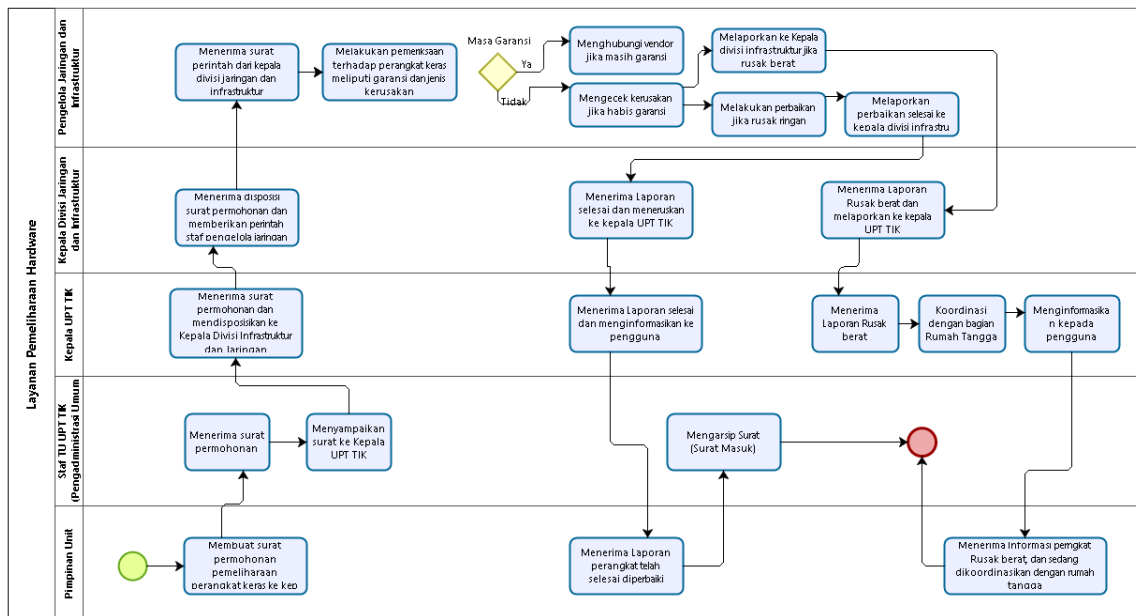 Layanan Pemeliharaan Hardware
Pengelola Jaringan dan
Infrastruktur
Menerima surat
perintah dari kepala
divisi jaringan dan
infrastruktur
Melakukan pemeriksaan
terhadap perangkat keras
meliputi garansi dan jenis
kerusakan
Masa Garansi
Ya
Tidak
Menghubungi vendor
jika masih garansi
Mengecek kerusakan
jika habis garansi
Melaporkan ke Kepala
divisi infrastruktur jika
rusak berat
Melakukan perbaikan
jika rusak ringan
Melaporkan
perbaikan selesai ke
kepala divisi infrastru
Kepala Divisi Jaringan
dan Infrastruktur
Menerima disposisi
surat permohonan dan
memberikan perintah
staf pengelola jaringan
Menerima Laporan
selesai dan meneruskan
ke kepala UPT TIK
Menerima Laporan
Rusak berat dan
melaporkan ke kepala
UPT TIK
Kepala UPT TIK
Menerima surat
permohonan dan
mendisposisikan ke
Kepala Divisi Infrastruktur
dan Jaringan
Menerima Laporan selesai
dan menginformasikan ke
pengguna
Menerima
Laporan Rusak
berat
Koordinasi
dengan bagian
Rumah Tangga
Menginformasika
n kepada
pengguna
Staf TU UPT TIK
(Pengadministrasi Umum)
Menerima surat
permohonan
Menyampaikan
surat ke Kepala
UPT TIK
Mengarsip Surat
(Surat Masuk)
Pimpinan Unit
Membuat surat
permohonan
pemeliharaan
perangkat keras ke kep
Menerima Laporan
perangkat telah
selesai diperbaiki
Menerima Informasi perngkat
Rusak berat, dan sedang
dikoordinasikan dengan rumah
tangga